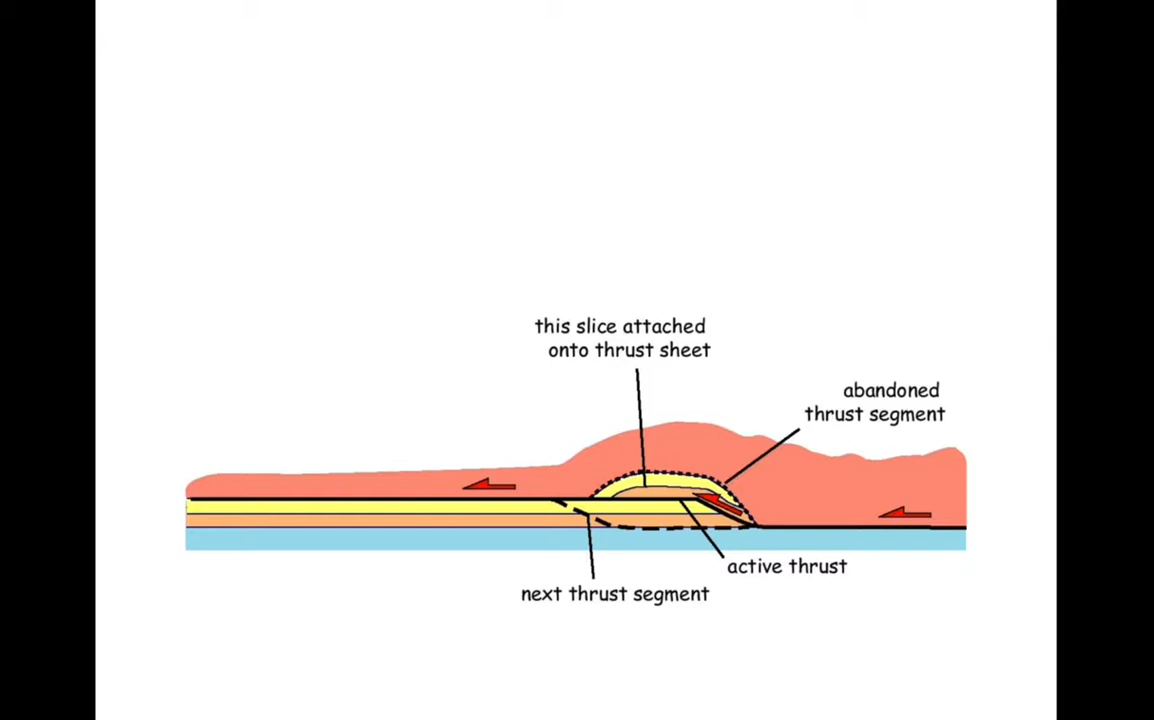 this slice attached
onto thrust sheet
abandoned
thrust segment
active thrust
next thrust segment